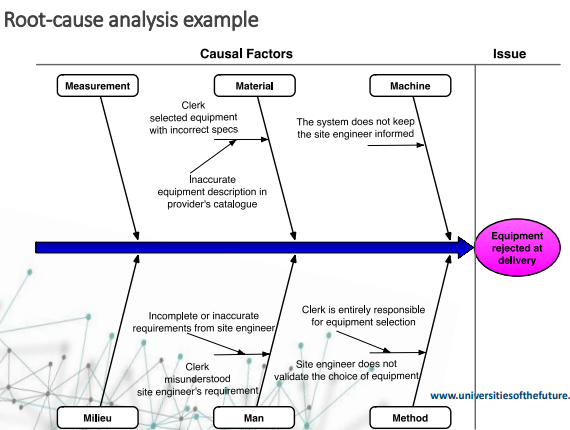 Root-cause analysis example
Causal Factors
Issue
Measurement
Material
Machine
Clerk
selected equipment
with incorrect specs
The system does not keep
the site engineer informed
Inaccurate
equipment description in
provider's catalogue
Equipment
rejected at
delivery
Incomplete or inaccurate
requirements from site engineer
Clerk is entirely responsible
for equipment selection
Clerk
misunderstood
site engineer's requirement
Site engineer does not
validate the choice of equipment
www.universitiesofthefuture.
Milieu
Man
Method